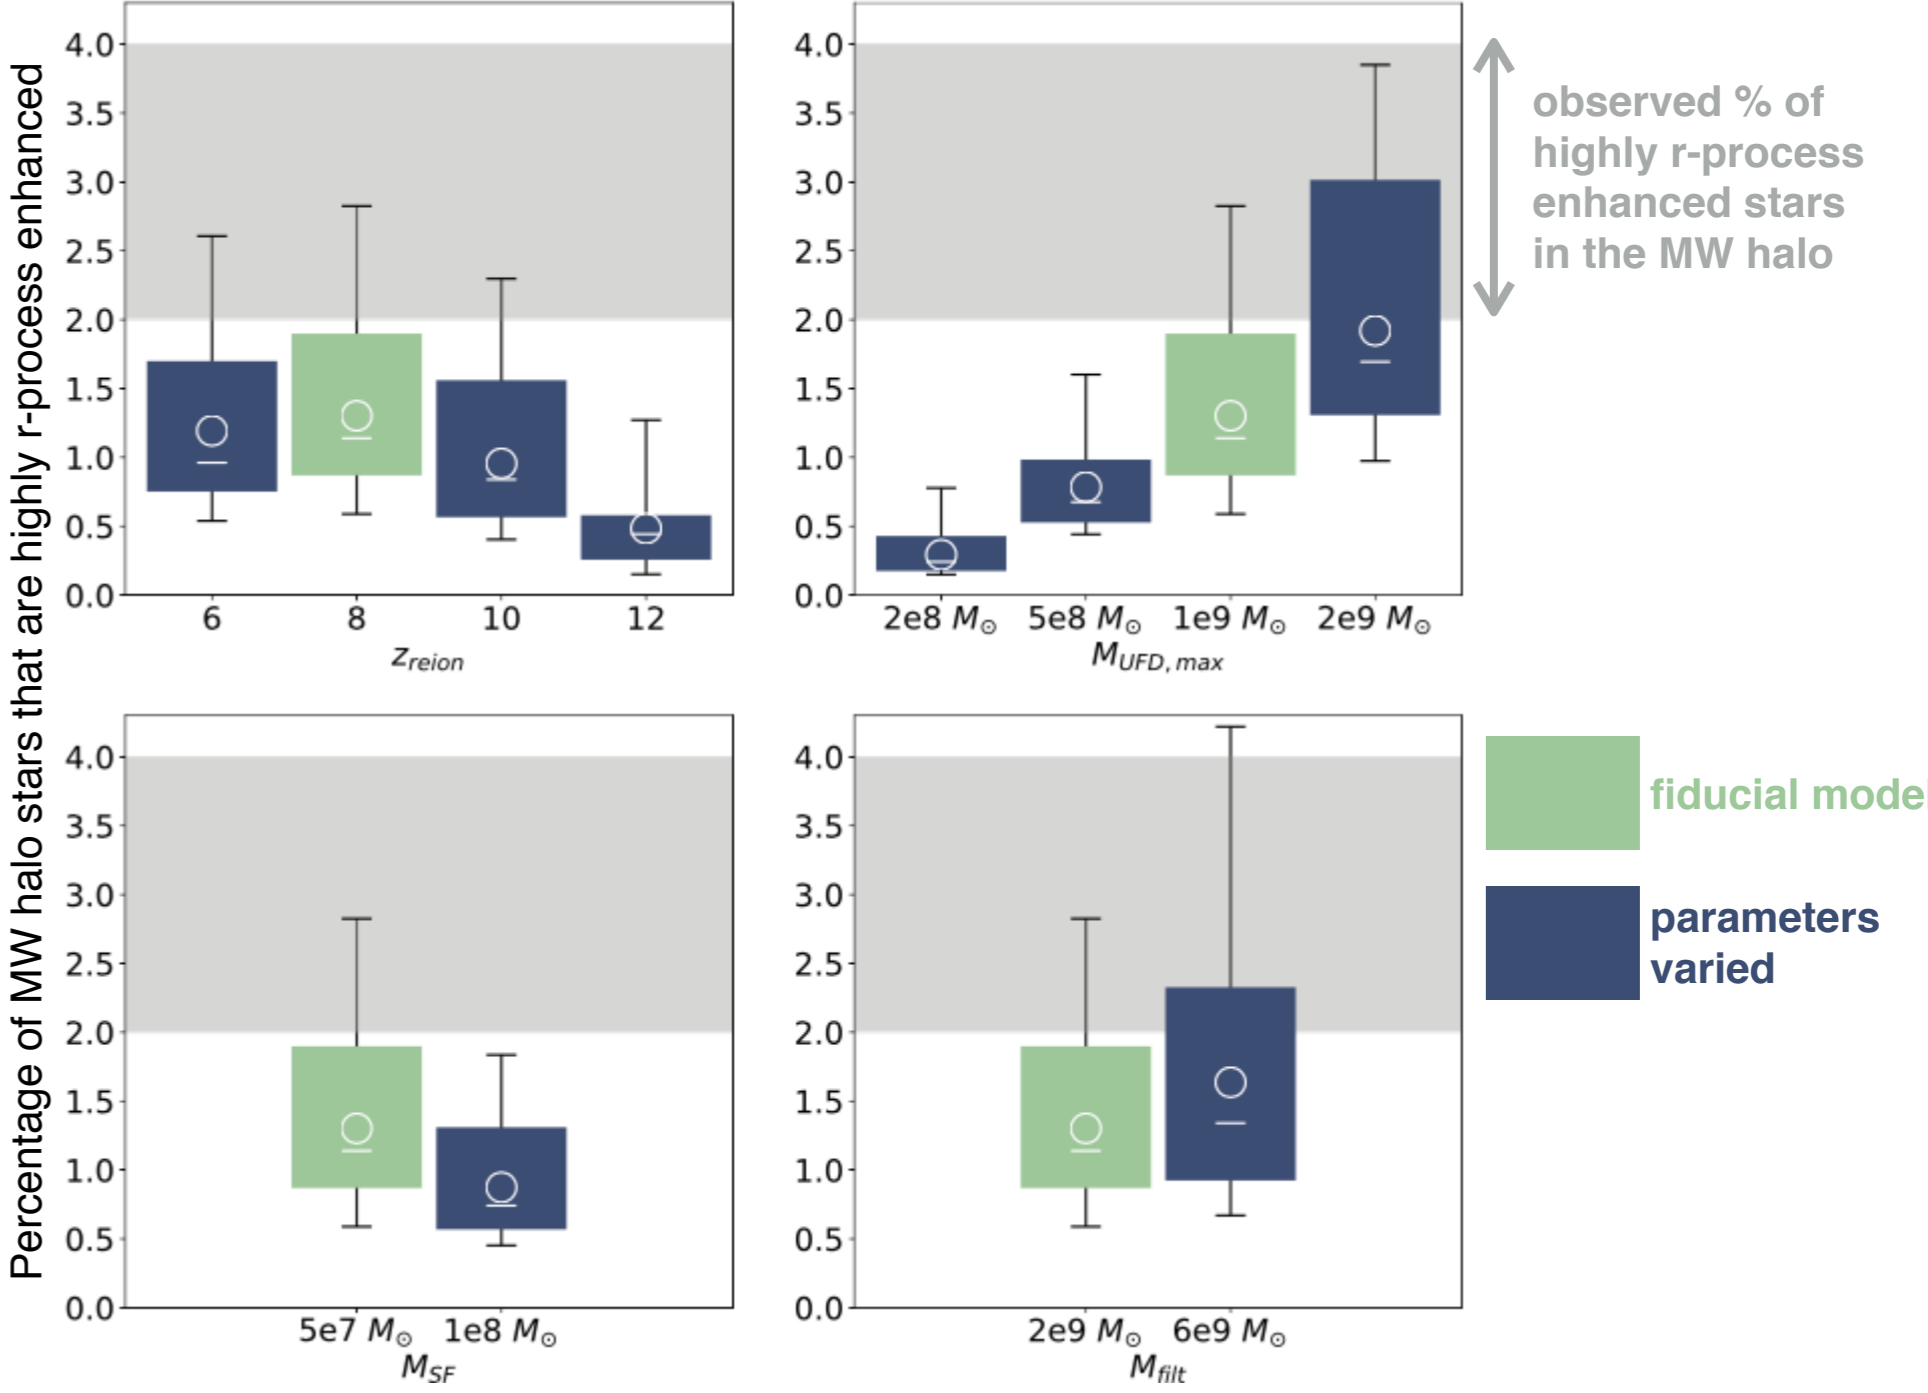 Percentage of MW halo stars that are highly r-process enhanced
4.0
3.5
3.0
2.5
2.0
1.5
1.0
0.5
0.0
6 8 10 12
z_reion
4.0
3.5
3.0
2.5
2.0
1.5
1.0
0.5
0.0
2e8 M⊙ 5e8 M⊙ 1e9 M⊙ 2e9 M⊙
M_UFD, max
observed % of
highly r-process
enhanced stars
in the MW halo
4.0
3.5
3.0
2.5
2.0
1.5
1.0
0.5
0.0
5e7 M⊙ 1e8 M⊙
M_SF
4.0
3.5
3.0
2.5
2.0
1.5
1.0
0.5
0.0
2e9 M⊙ 6e9 M⊙
M_filt
fiducial model
parameters
varied